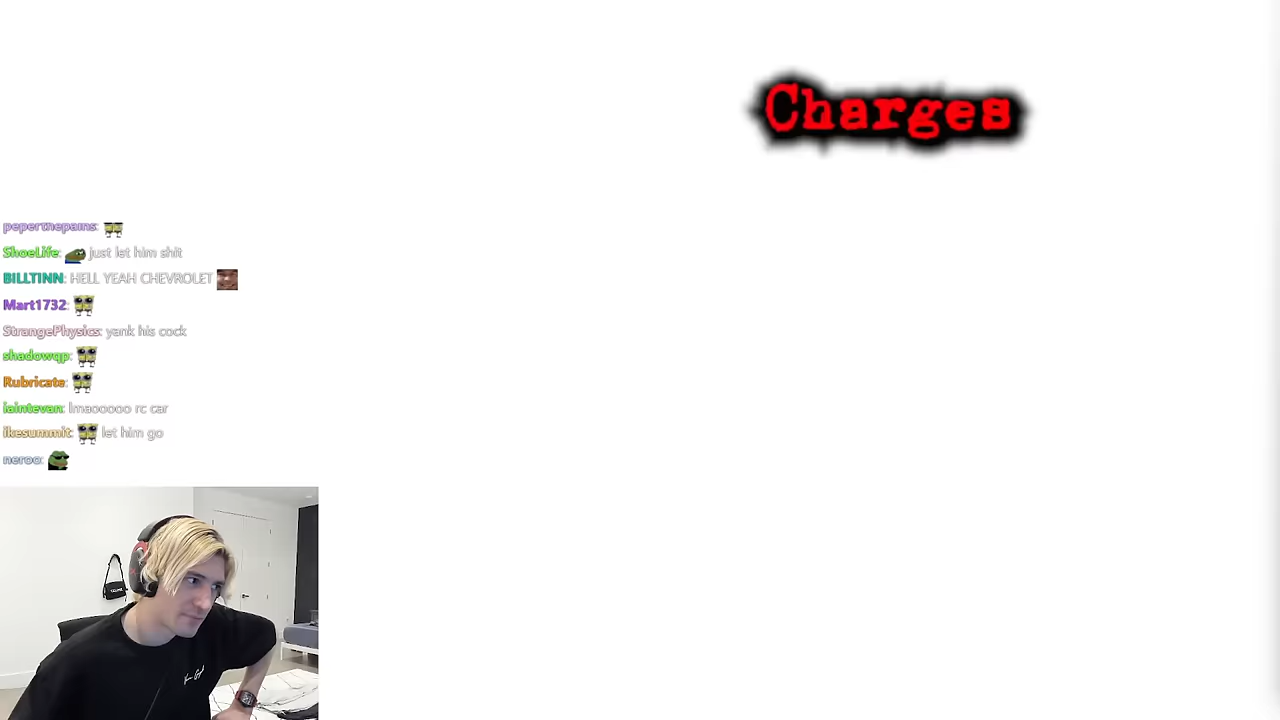 Charges
peperthepains:
ShoeLife: just let him shit
BILLTINN: HELL YEAH CHEVROLET
Mart1732:
StrangePhysics: yank his cock
shadowqp:
Rubricate:
iaintevan: lmaooooo rc car
ikesummit: let him go
neroo: